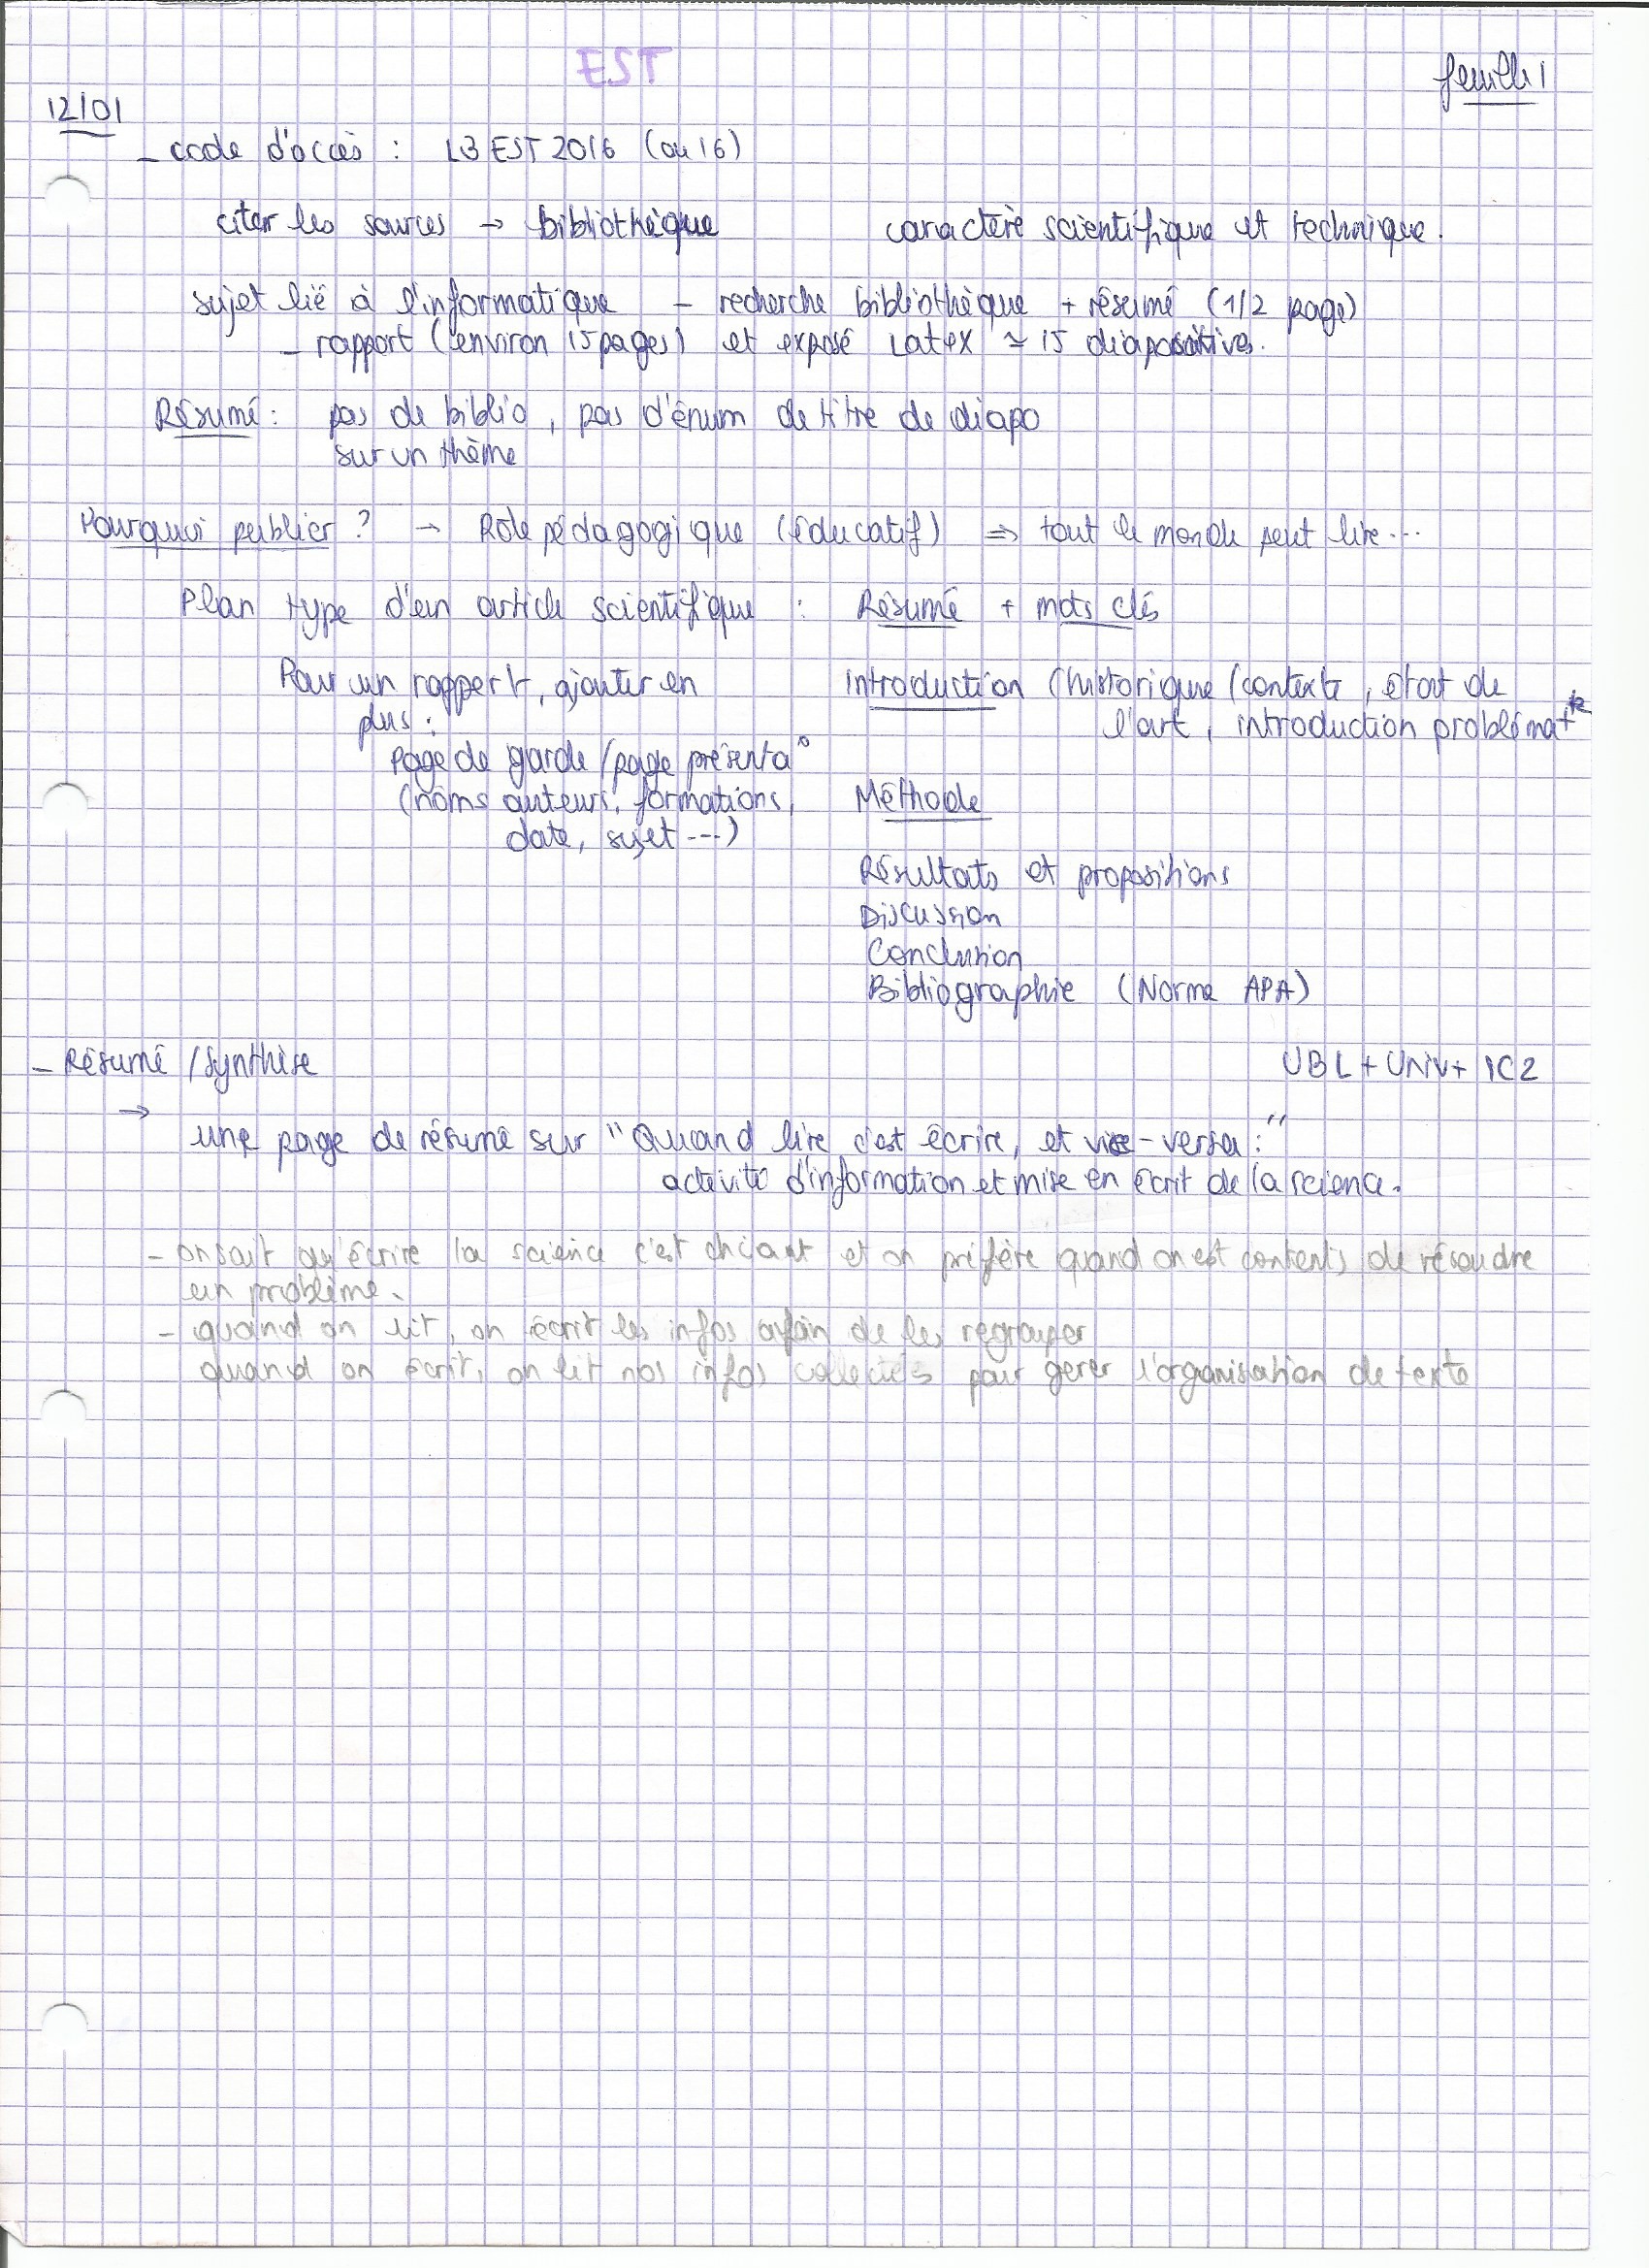 EST
feuille 1
12/01
- code d'accès : L3 EST 2016 (ou 16)
citer les sources → bibliothèque caractère scientifique et technique.
sujet lié à l'informatique - recherche bibliothèque + résumé (1/2 page)
- rapport (environ 15 pages) et exposé Latex ≃ 15 diapositives.
Résumé : pas de biblio, pas d'énum de titre de diapo
sur un thème
Pourquoi publier ? → Rôle pédagogique (éducatif) ⇒ tout le monde peut lire...
Plan type d'un article scientifique : Résumé + mots clés
Pour un rapport, ajouter en
plus :
Page de garde / page présenta°
(noms auteurs, formations,
date, sujet ---)
Introduction (historique (contexte, état de
l'art, introduction problémat
Méthode
Résultats et propositions
Discussion
Conclusion
Bibliographie (Norme APA)
- Résumé / Synthèse
UBL + UNIV + IC2
→
une page de résumé sur "Quand lire c'est écrire, et vice-versa :"
activité d'information et mise en écrit de la science.
- on sait qu'écrire la science c'est chiant et on préfère quand on est contents de résoudre
un problème.
- quand on lit, on écrit les infos afin de les regrouper
quand on écrit, on lit nos infos collectées pour gérer l'organisation de texte